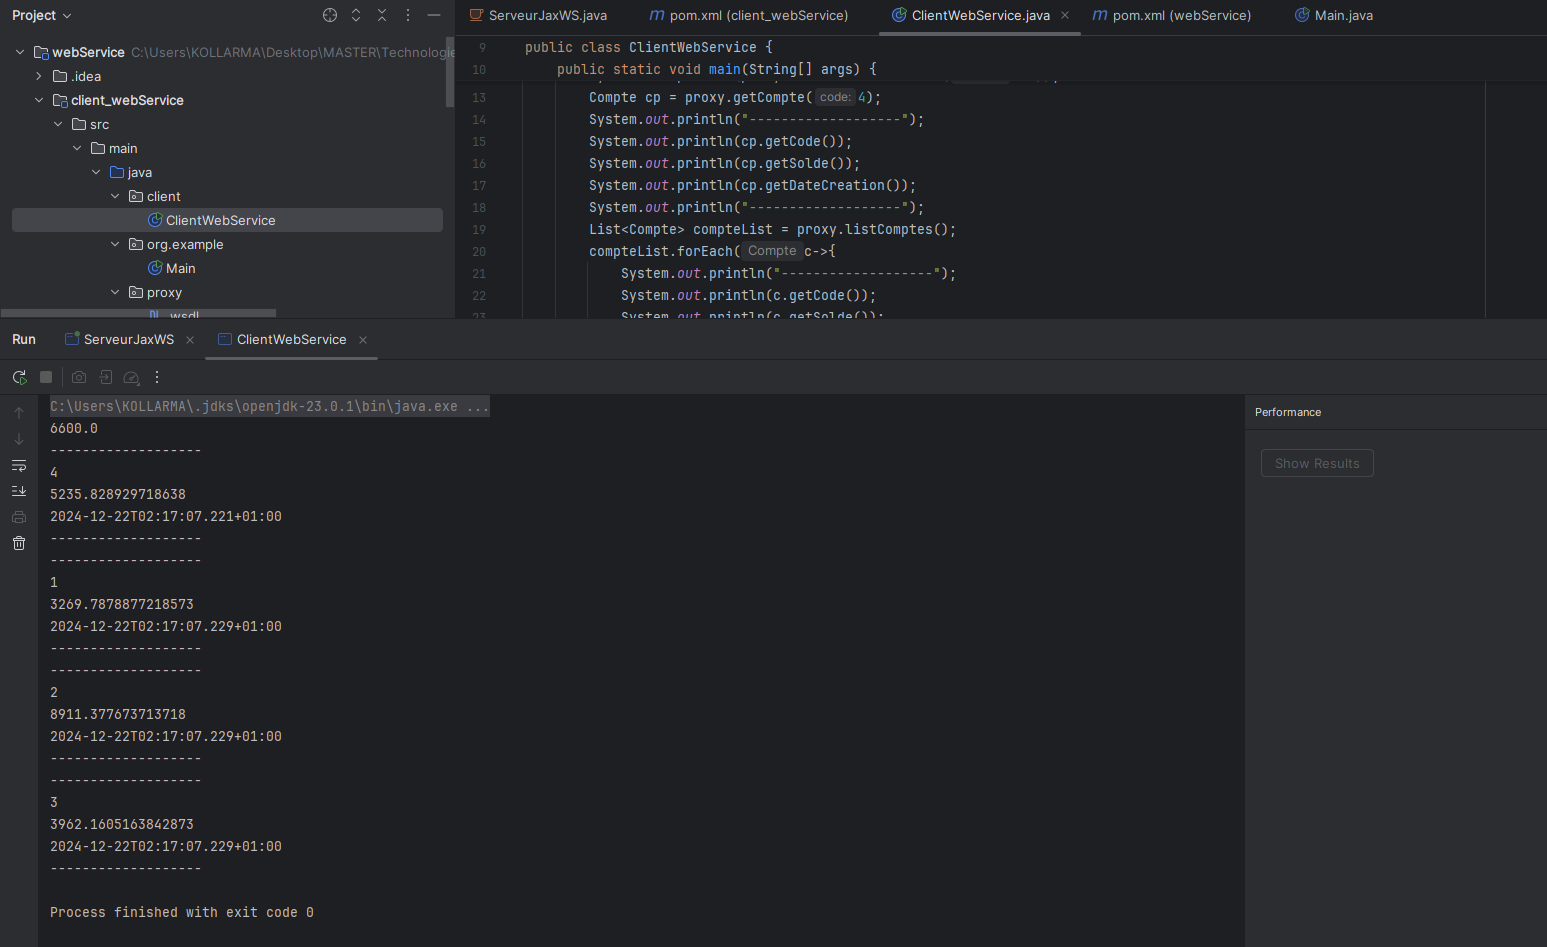 Project
ServeurJaxWS.java
pom.xml (client_webService)
ClientWebService.java
pom.xml (webService)
Main.java
webService C:\Users\KOLLARMA\Desktop\MASTER\Technologie
.idea
client_webService
src
main
java
client
ClientWebService
org.example
Main
proxy
wsdl
9 public class ClientWebService {
10 public static void main(String[] args) {
13 Compte cp = proxy.getCompte( code: 4);
14 System.out.println("-------------------");
15 System.out.println(cp.getCode());
16 System.out.println(cp.getSolde());
17 System.out.println(cp.getDateCreation());
18 System.out.println("-------------------");
19 List<Compte> compteList = proxy.listComptes();
20 compteList.forEach( Compte c->{
21 System.out.println("-------------------");
22 System.out.println(c.getCode());
23 System.out.println(c.getSolde());
Run
ServeurJaxWS
ClientWebService
C:\Users\KOLLARMA\.jdks\openjdk-23.0.1\bin\java.exe ...
6600.0
-------------------
4
5235.828929718638
2024-12-22T02:17:07.221+01:00
-------------------
-------------------
1
3269.7878877218573
2024-12-22T02:17:07.229+01:00
-------------------
-------------------
2
8911.377673713718
2024-12-22T02:17:07.229+01:00
-------------------
-------------------
3
3962.1605163842873
2024-12-22T02:17:07.229+01:00
-------------------
Process finished with exit code 0
Performance
Show Results